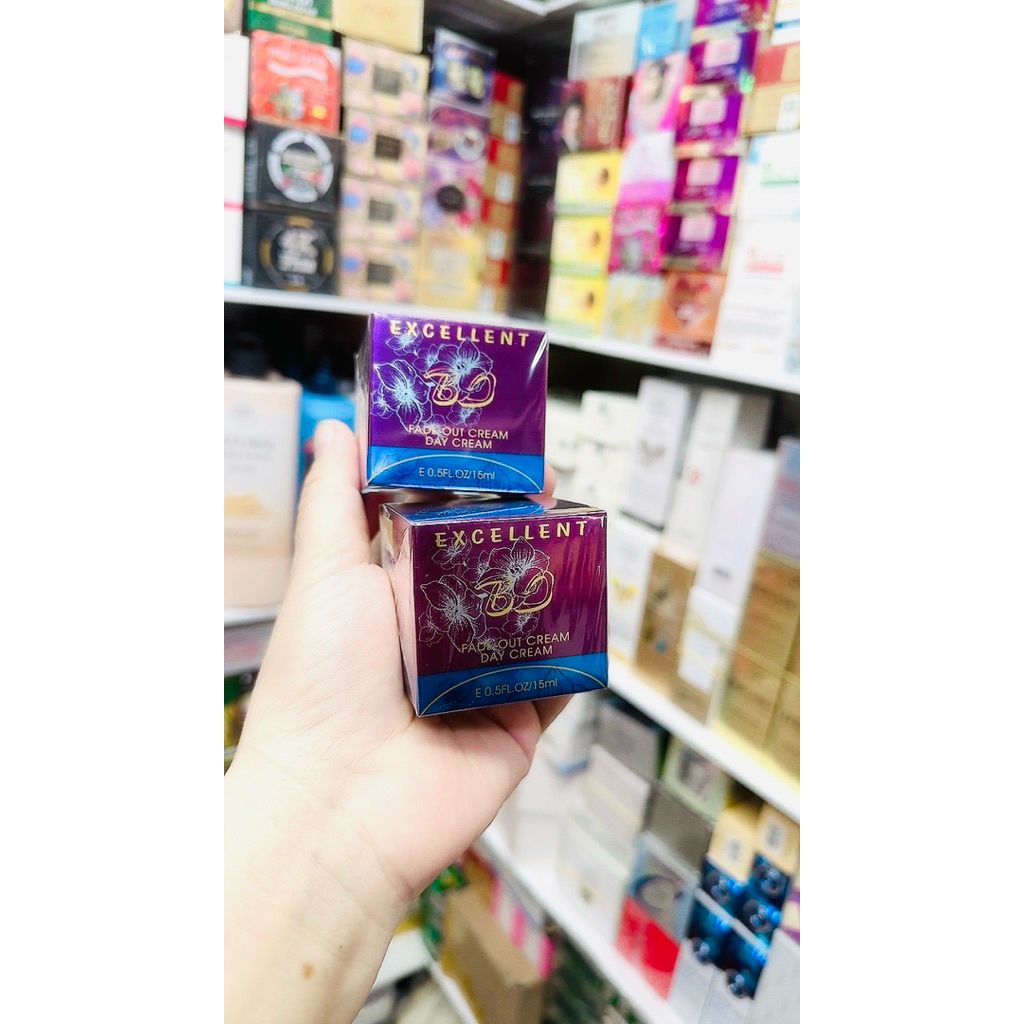 EXCELLENT
BD
FADE OUT CREAM
DAY CREAM
E 0.5FL.OZ/15ml
EXCELLENT
BD
FADE OUT CREAM
DAY CREAM
E 0.5FL.OZ/15ml